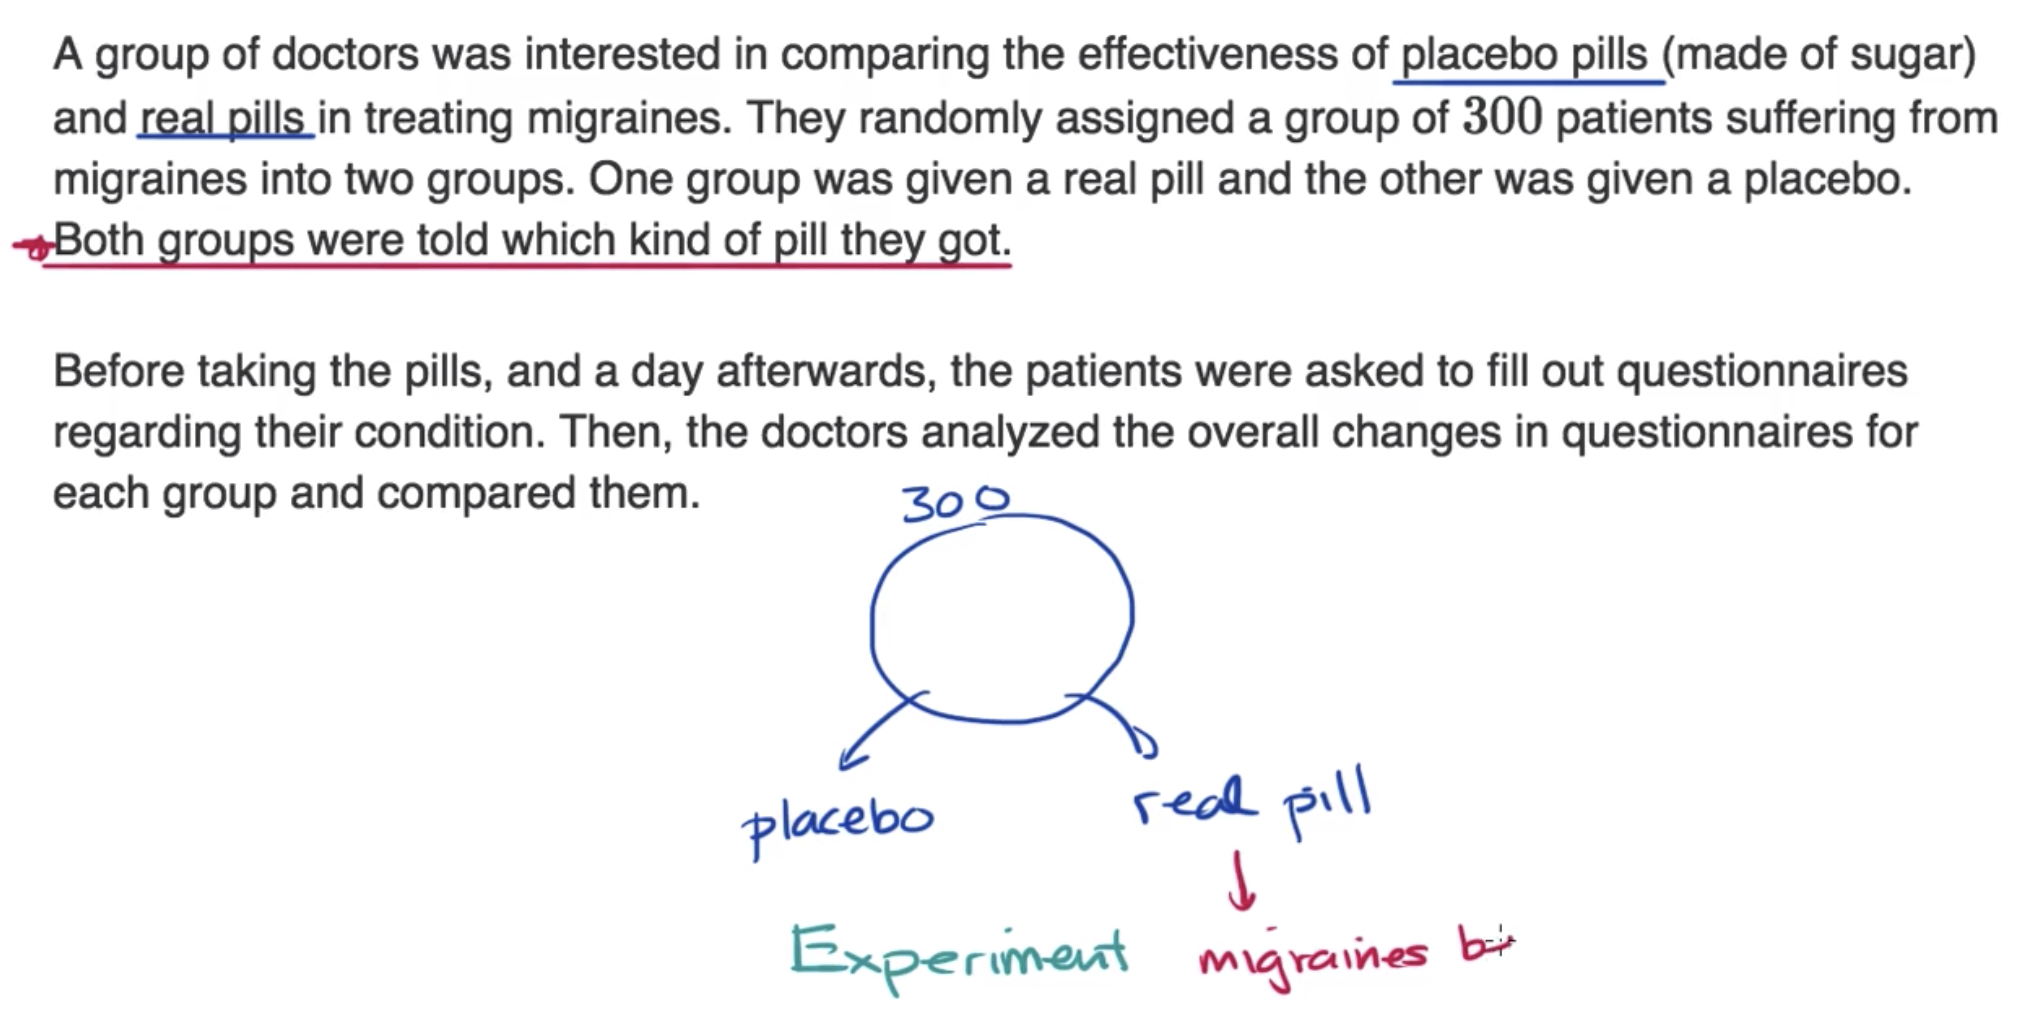 A group of doctors was interested in comparing the effectiveness of placebo pills (made of sugar)
and real pills in treating migraines. They randomly assigned a group of 300 patients suffering from
migraines into two groups. One group was given a real pill and the other was given a placebo.
Both groups were told which kind of pill they got.
Before taking the pills, and a day afterwards, the patients were asked to fill out questionnaires
regarding their condition. Then, the doctors analyzed the overall changes in questionnaires for
each group and compared them.
300
placebo
real pill
Experiment
migraines